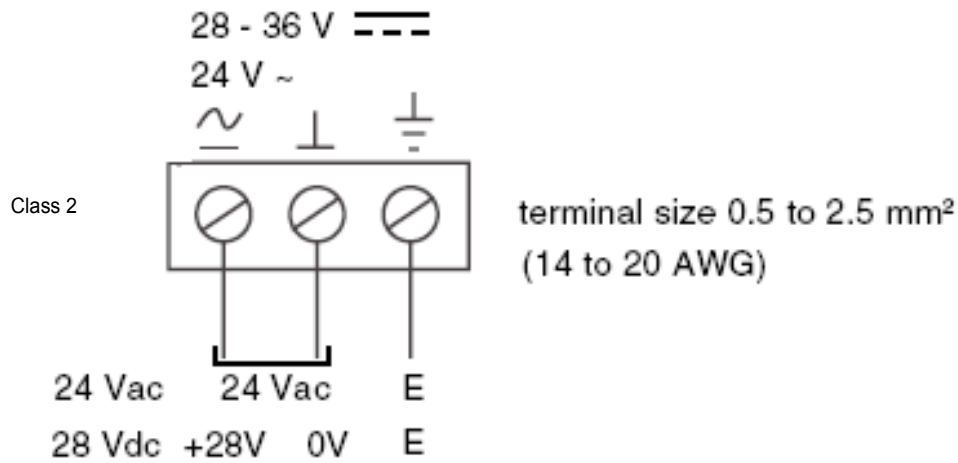 28 - 36 V
24 V ~
Class 2
terminal size 0.5 to 2.5 mm²
(14 to 20 AWG)
24 Vac 24 Vac E
28 Vdc +28V 0V E